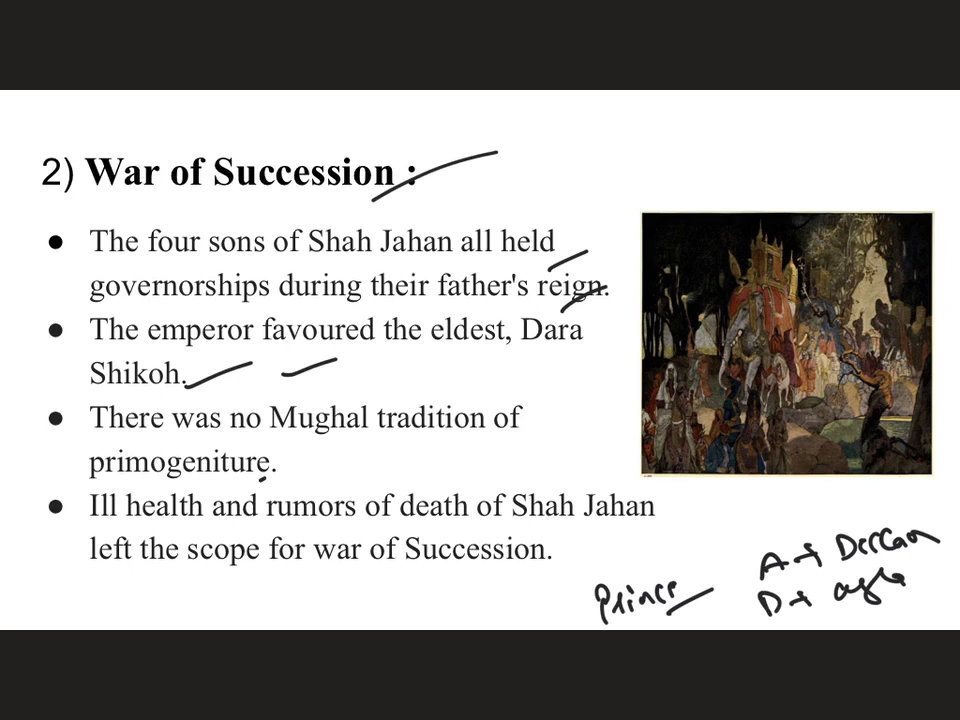 2) War of Succession :
● The four sons of Shah Jahan all held
governorships during their father's reign.
● The emperor favoured the eldest, Dara
Shikoh.
● There was no Mughal tradition of
primogeniture.
● Ill health and rumors of death of Shah Jahan
left the scope for war of Succession.
Prince
A → Deccan
D → agra